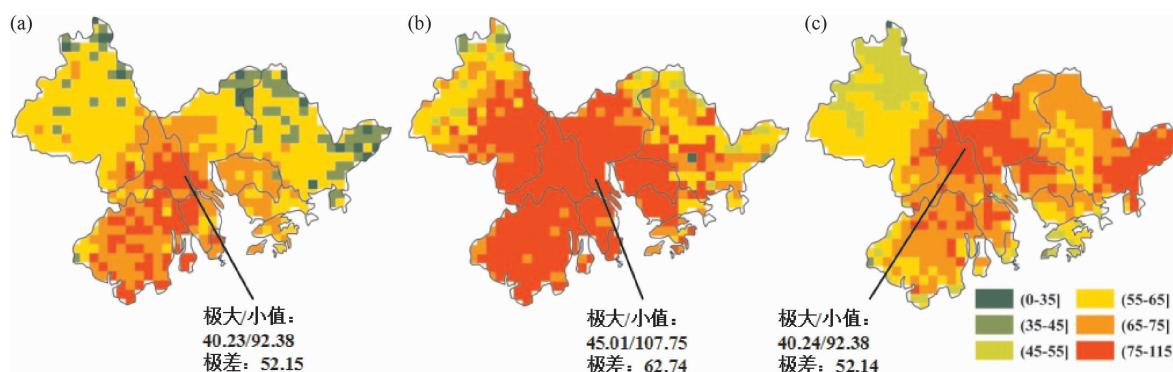 (a)
(b)
(c)
极大/小值：
40.23/92.38
极差：52.15
极大/小值：
45.01/107.75
极差：62.74
极大/小值：
40.24/92.38
极差：52.14
(0-35]
(35-45]
(45-55]
(55-65]
(65-75]
(75-115]